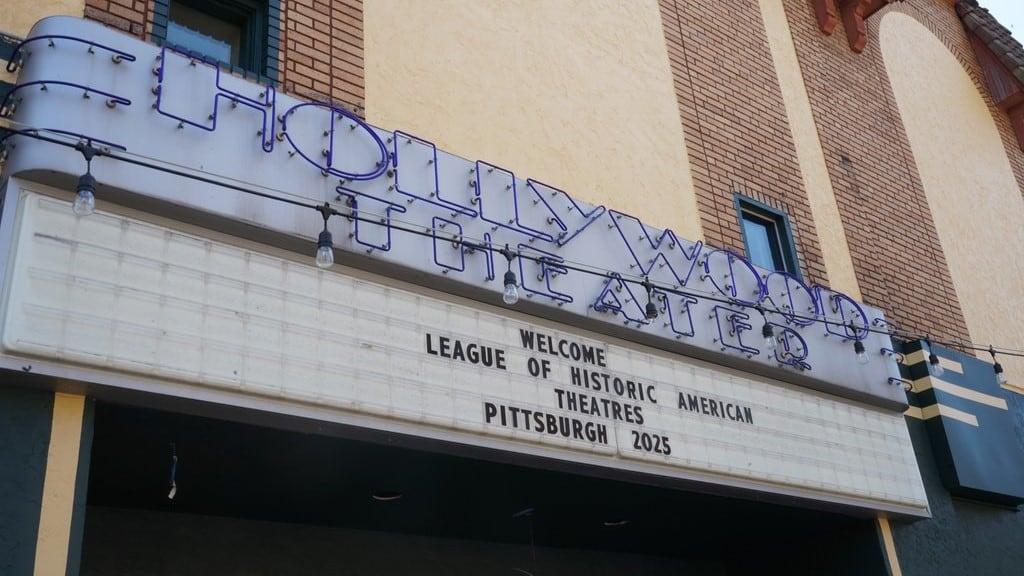 HOLLYWOOD
THEATER
WELCOME
LEAGUE OF HISTORIC AMERICAN
THEATRES
PITTSBURGH 2025